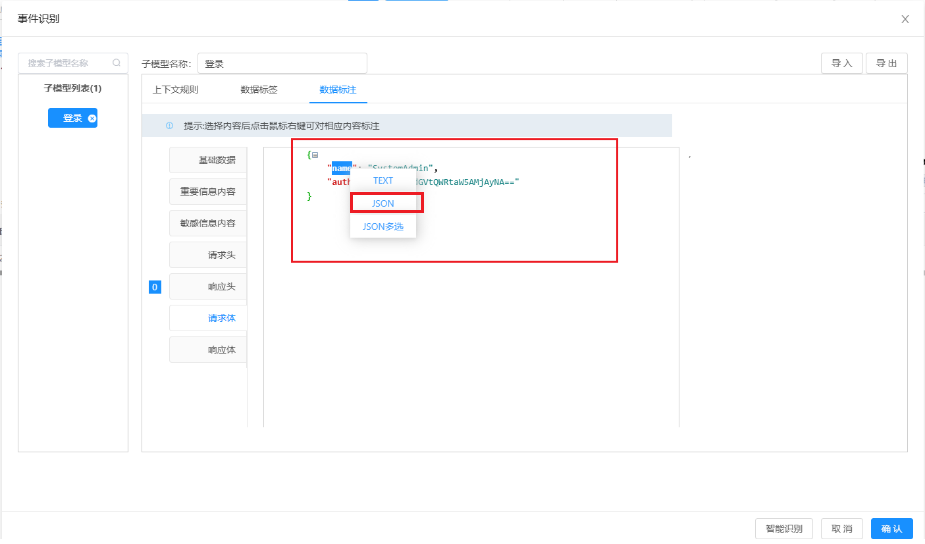 事件识别
搜索子模型名称
子模型名称: 登录
导入
导出
子模型列表(1)
登录
上下文规则
数据标签
数据标注
提示:选择内容后点击鼠标右键可对相应内容标注
基础数据
重要信息内容
敏感信息内容
请求头
0
响应头
请求体
响应体
{
"name": "SystemAdmin",
"auth
GVtQWRtaW5AMjAyNA=="
}
TEXT
JSON
JSON多选
智能识别
取消
确认